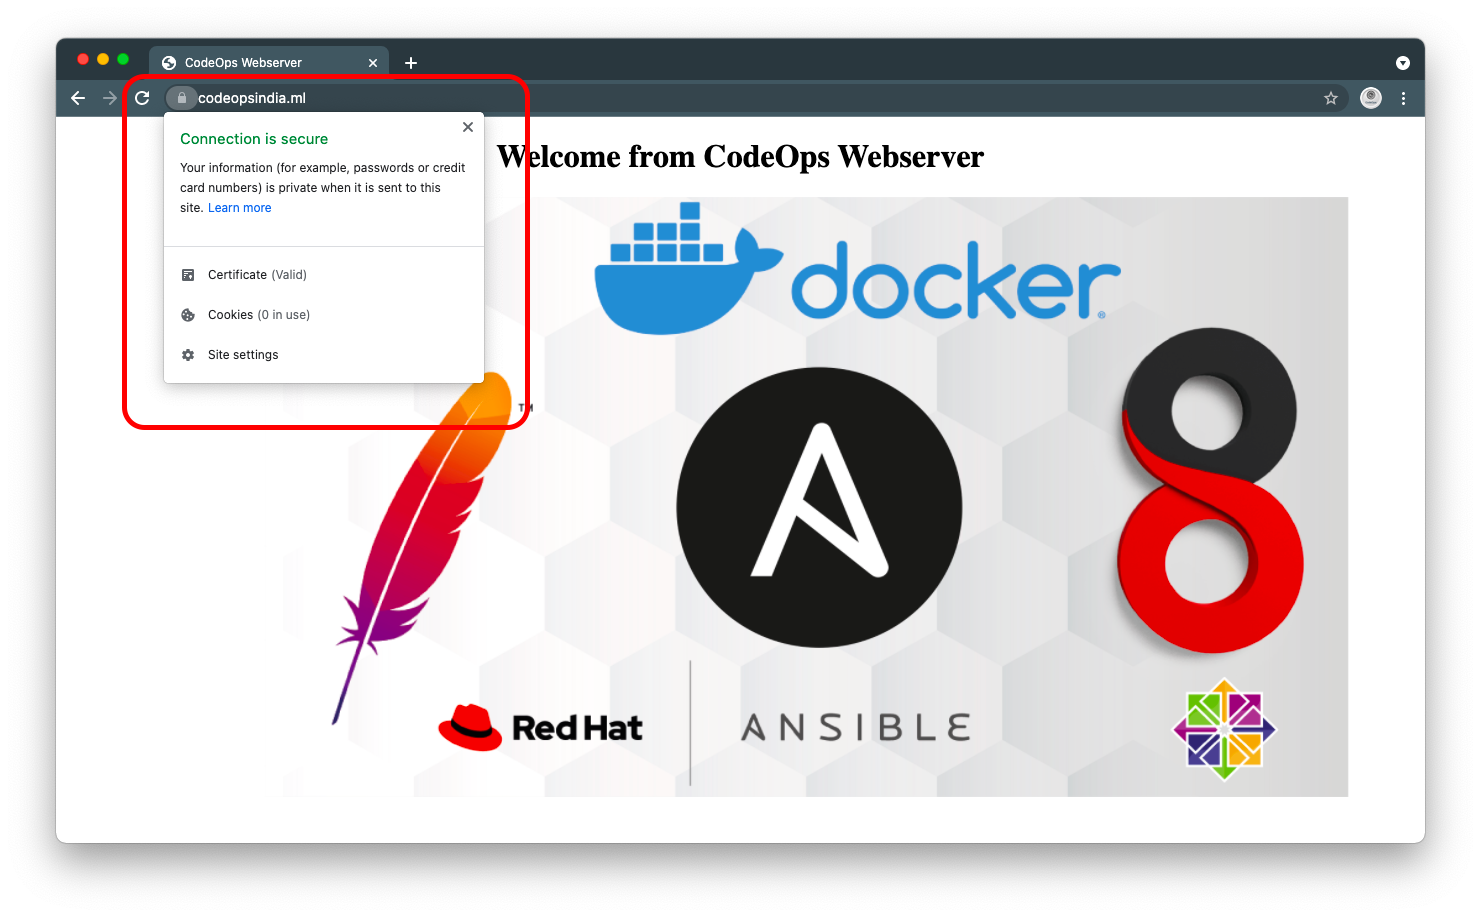 CodeOps Webserver
codeopsindia.ml
Connection is secure
Your information (for example, passwords or credit
card numbers) is private when it is sent to this
site. Learn more
Certificate (Valid)
Cookies (0 in use)
Site settings
Welcome from CodeOps Webserver
docker®
TM
8
Red Hat
ANSIBLE